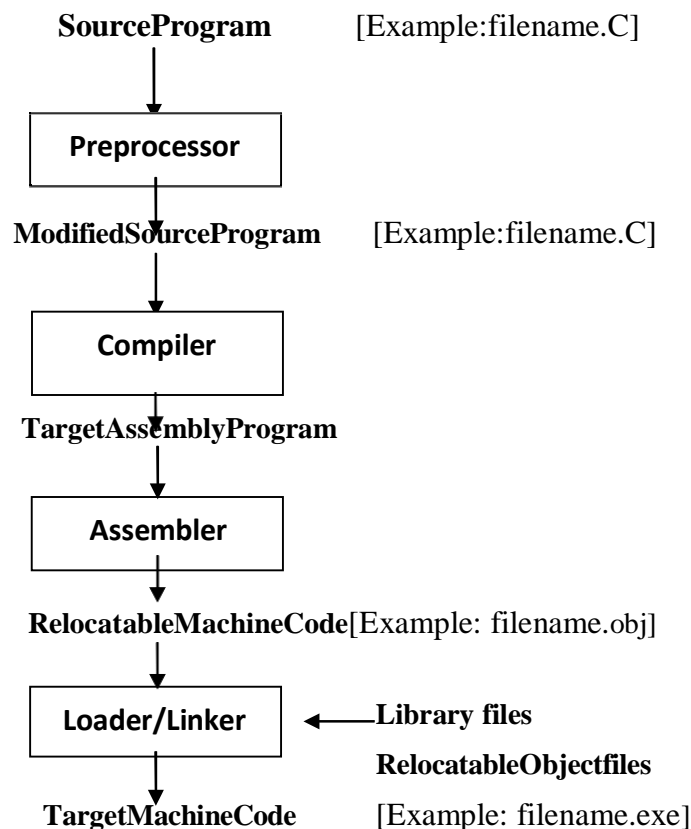 SourceProgram [Example:filename.C]
Preprocessor
ModifiedSourceProgram [Example:filename.C]
Compiler
TargetAssemblyProgram
Assembler
RelocatableMachineCode[Example: filename.obj]
Loader/Linker Library files
RelocatableObjectfiles
TargetMachineCode [Example: filename.exe]